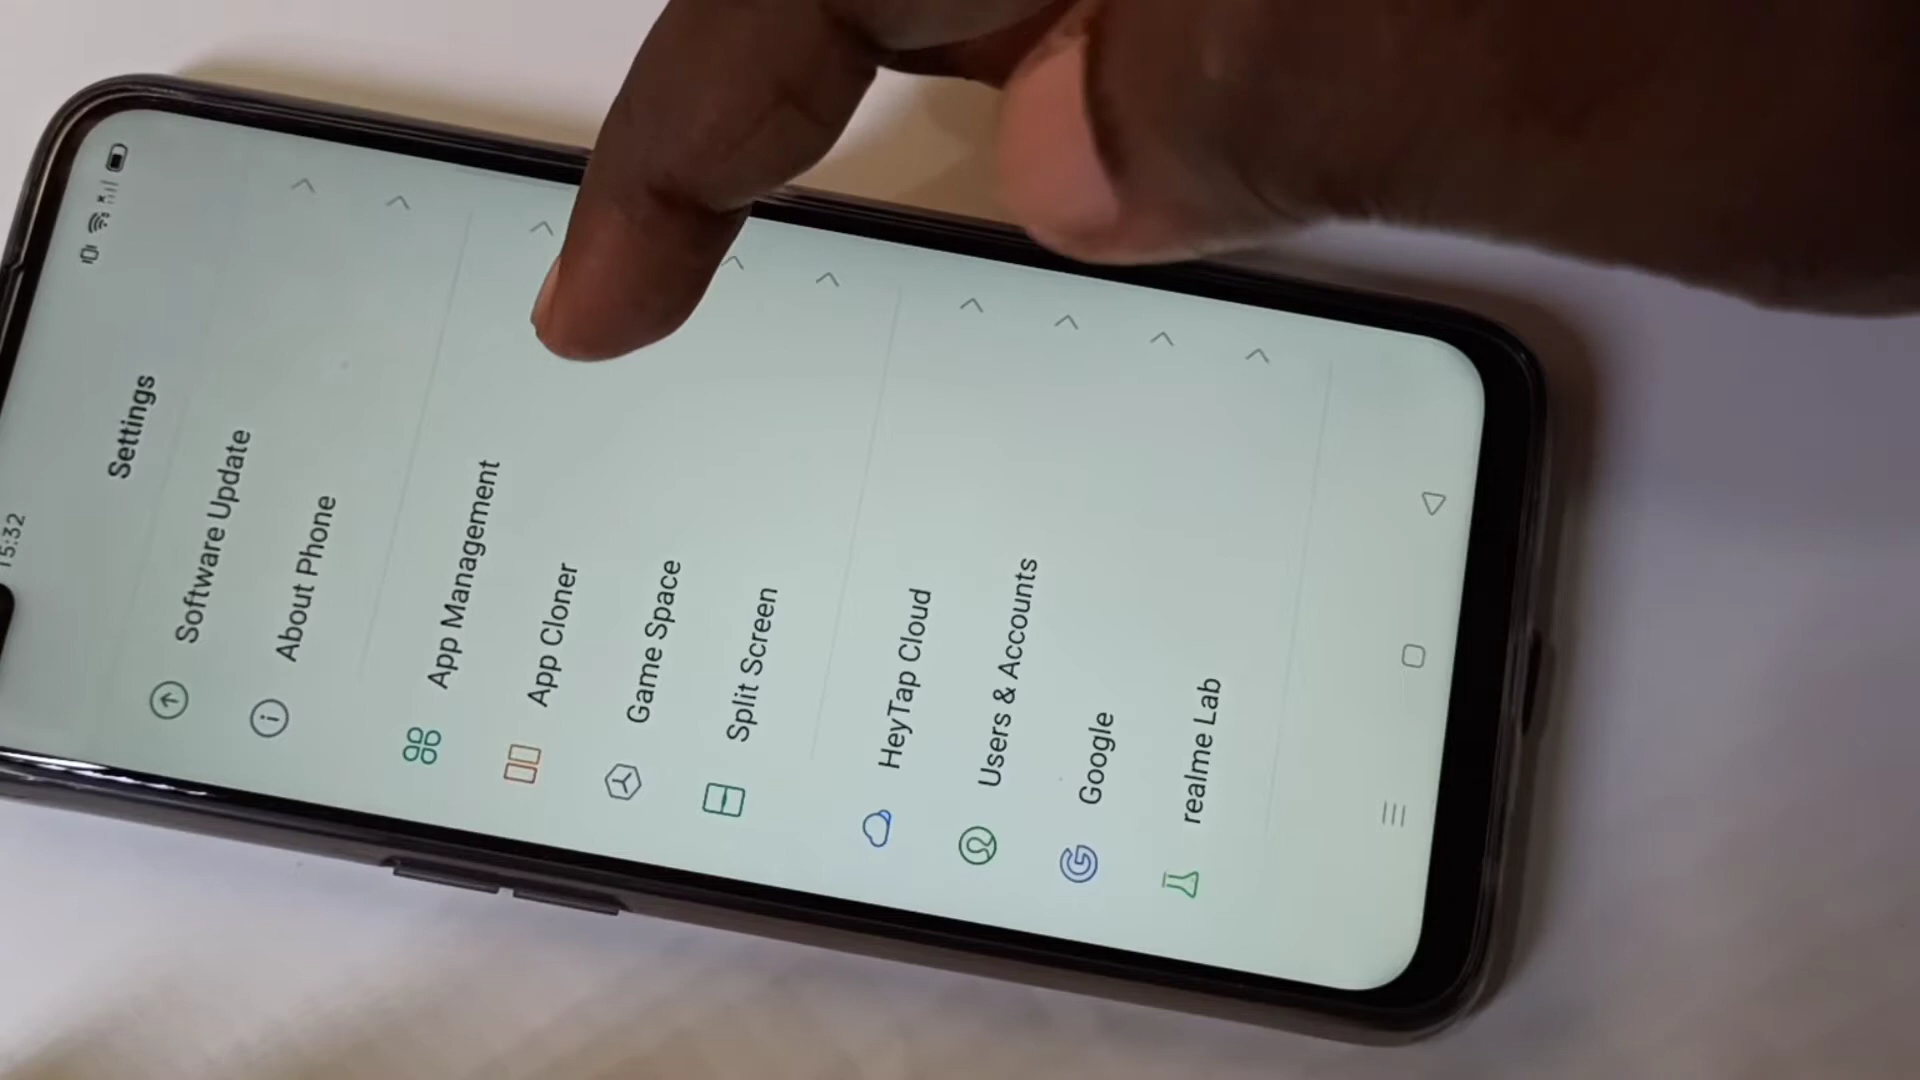 15:32
Settings
Software Update
About Phone
App Management
App Cloner
Game Space
Split Screen
HeyTap Cloud
Users & Accounts
Google
realme Lab